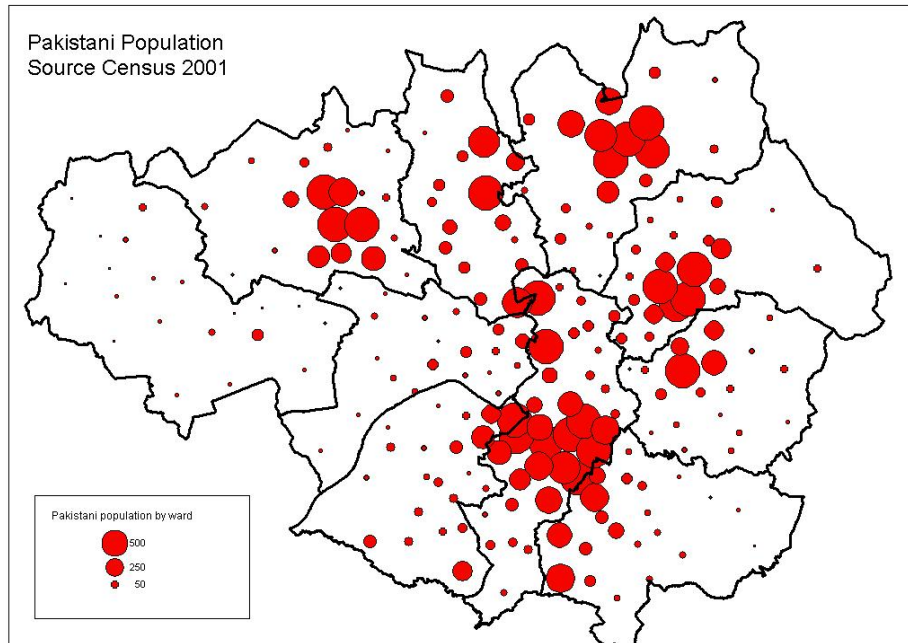 Pakistani Population
Source Census 2001
Pakistani population by ward
500
250
50